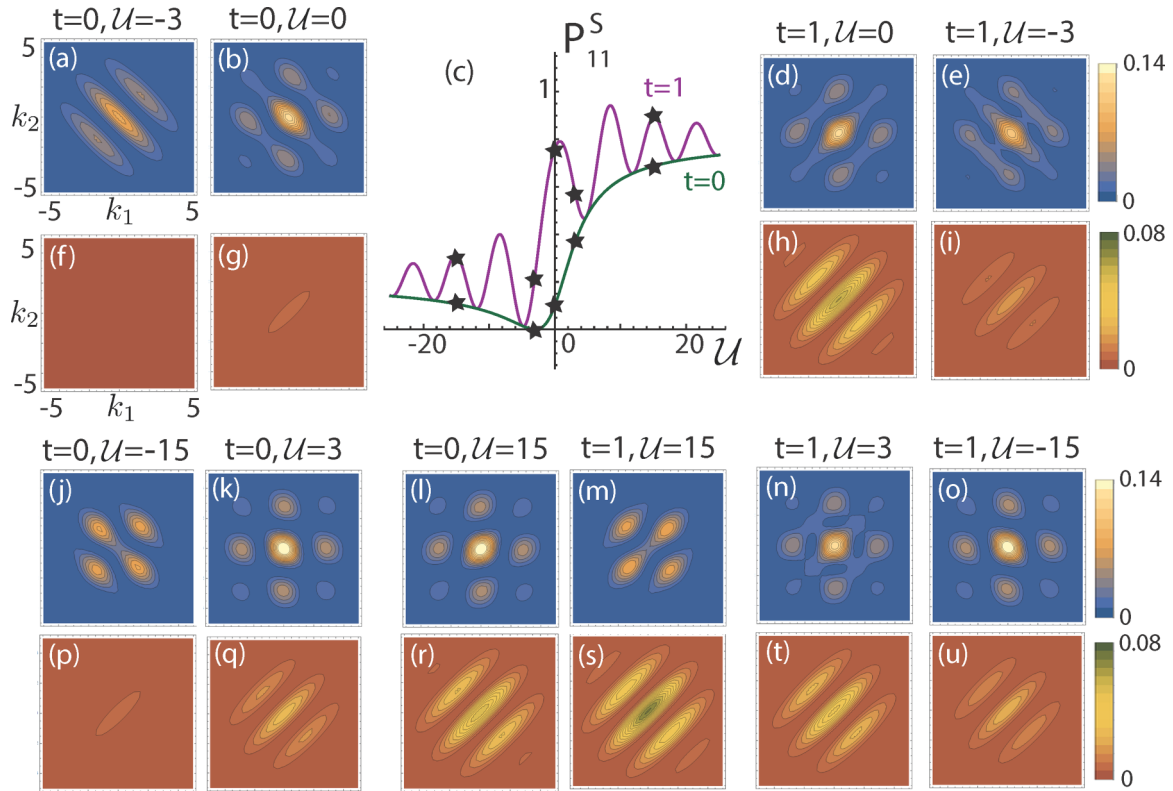 t=0, 𝒰=-3
t=0, 𝒰=0
t=1, 𝒰=0
t=1, 𝒰=-3
5
k₂
-5
(a)
(b)
-5
k₁
5
(c)
P
S
11
1
t=1
t=0
-20
0
20
𝒰
(d)
(e)
0.14
0
5
k₂
-5
(f)
(g)
-5
k₁
5
(h)
(i)
0.08
0
t=0, 𝒰=-15
t=0, 𝒰=3
t=0, 𝒰=15
t=1, 𝒰=15
t=1, 𝒰=3
t=1, 𝒰=-15
(j)
(k)
(l)
(m)
(n)
(o)
0.14
0
(p)
(q)
(r)
(s)
(t)
(u)
0.08
0